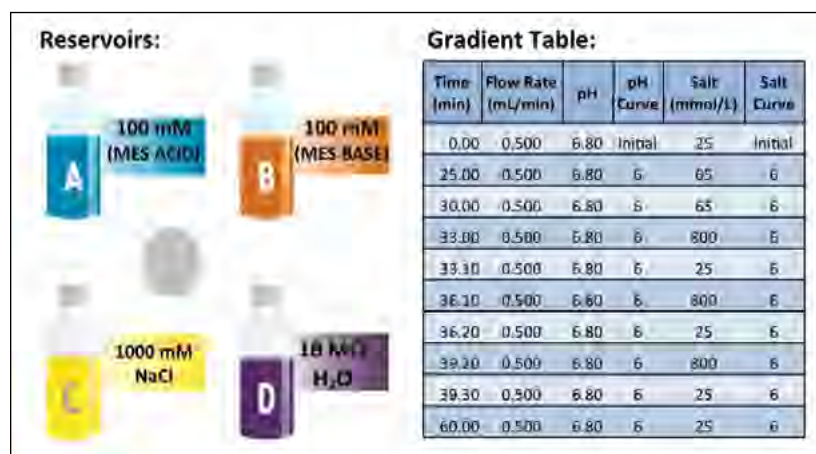 Reservoirs:
A
100 mM
(MES ACID)
B
100 mM
(MES BASE)
C
1000 mM
NaCl
D
18 MΩ
H₂O
Gradient Table:
Time (min) Flow Rate (mL/min) pH pH Curve Salt (mmol/L) Salt Curve
0.00 0.500 6.80 Initial 25 Initial
25.00 0.500 6.80 6 65 6
30.00 0.500 6.80 6 65 6
33.00 0.500 6.80 6 800 6
33.10 0.500 6.80 6 25 6
36.10 0.500 6.80 6 800 6
36.20 0.500 6.80 6 25 6
39.20 0.500 6.80 6 800 6
39.30 0.500 6.80 6 25 6
60.00 0.500 6.80 6 25 6